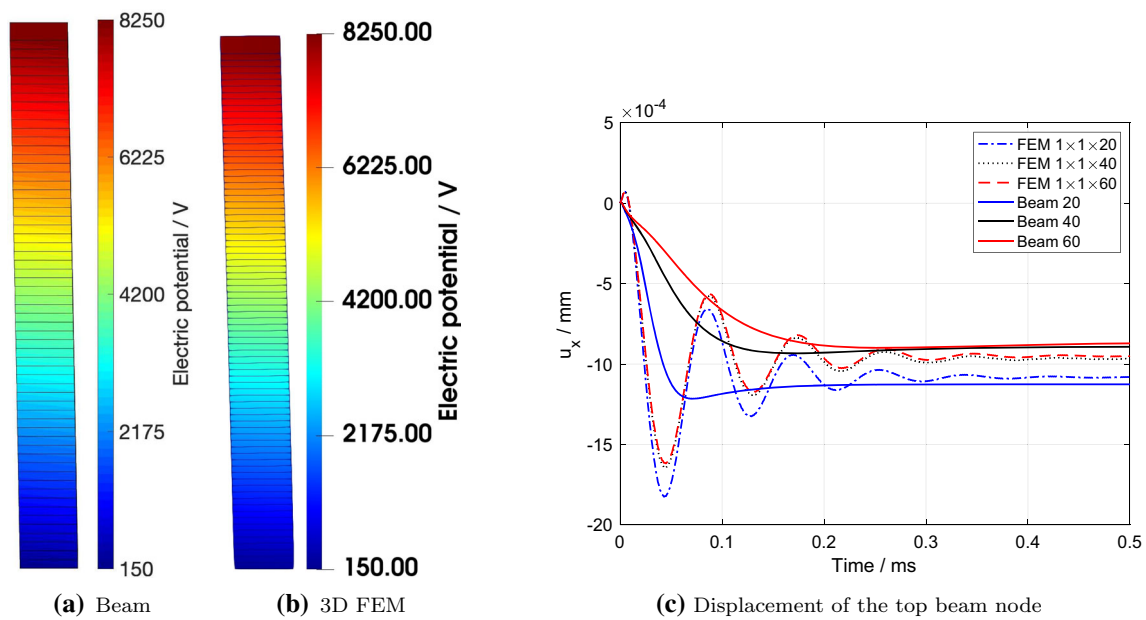 8250
6225
4200
2175
150
Electric potential / V
8250.00
6225.00
4200.00
2175.00
150.00
Electric potential / V
×10⁻⁴
5
0
-5
-10
-15
-20
u_x / mm
0 0.1 0.2 0.3 0.4 0.5
Time / ms
FEM 1×1×20
FEM 1×1×40
FEM 1×1×60
Beam 20
Beam 40
Beam 60
(a) Beam
(b) 3D FEM
(c) Displacement of the top beam node